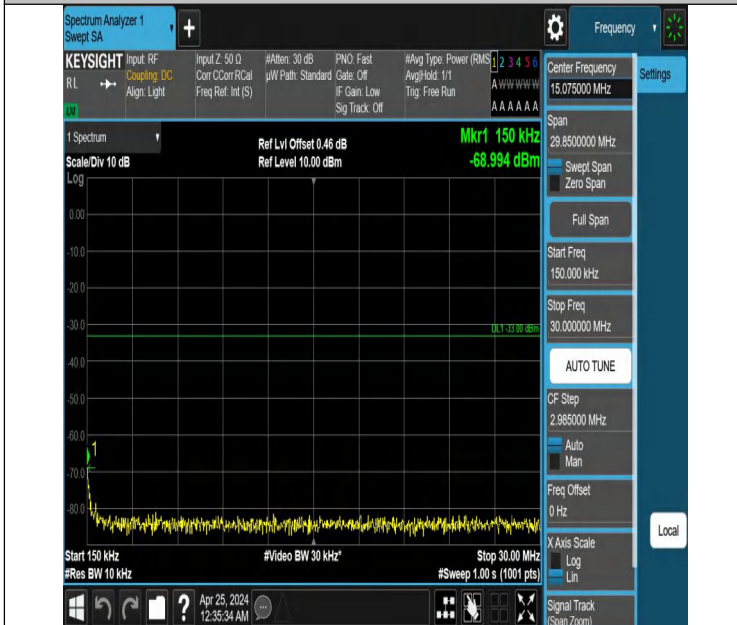 Spectrum Analyzer 1
Swept SA
+
Frequency
KEYSIGHT
RL
LXI
Input: RF
Coupling: DC
Align: Light
Input Z: 50 Ω
Corr CCorr RCal
Freq Ref: Int (S)
#Atten: 30 dB
µW Path: Standard
PNO: Fast
Gate: Off
IF Gain: Low
Sig Track: Off
#Avg Type: Power (RMS
Avg|Hold: 1/1
Trig: Free Run
1 2 3 4 5 6
A W W W W W
A A A A A A
1 Spectrum
Scale/Div 10 dB
Log
Ref Lvl Offset 0.46 dB
Ref Level 10.00 dBm
Mkr1 150 kHz
-68.994 dBm
0.00
-10.0
-20.0
-30.0
-40.0
-50.0
-60.0
-70.0
-80.0
DL1 -33.00 dBm
1
Start 150 kHz
#Res BW 10 kHz
#Video BW 30 kHz*
Stop 30.00 MHz
#Sweep 1.00 s (1001 pts)
Apr 25, 2024
12:35:34 AM
?
Center Frequency
15.075000 MHz
Settings
Span
29.8500000 MHz
Swept Span
Zero Span
Full Span
Start Freq
150.000 kHz
Stop Freq
30.000000 MHz
AUTO TUNE
CF Step
2.985000 MHz
Auto
Man
Freq Offset
0 Hz
X Axis Scale
Log
Lin
Local
Signal Track
(Span Zoom)